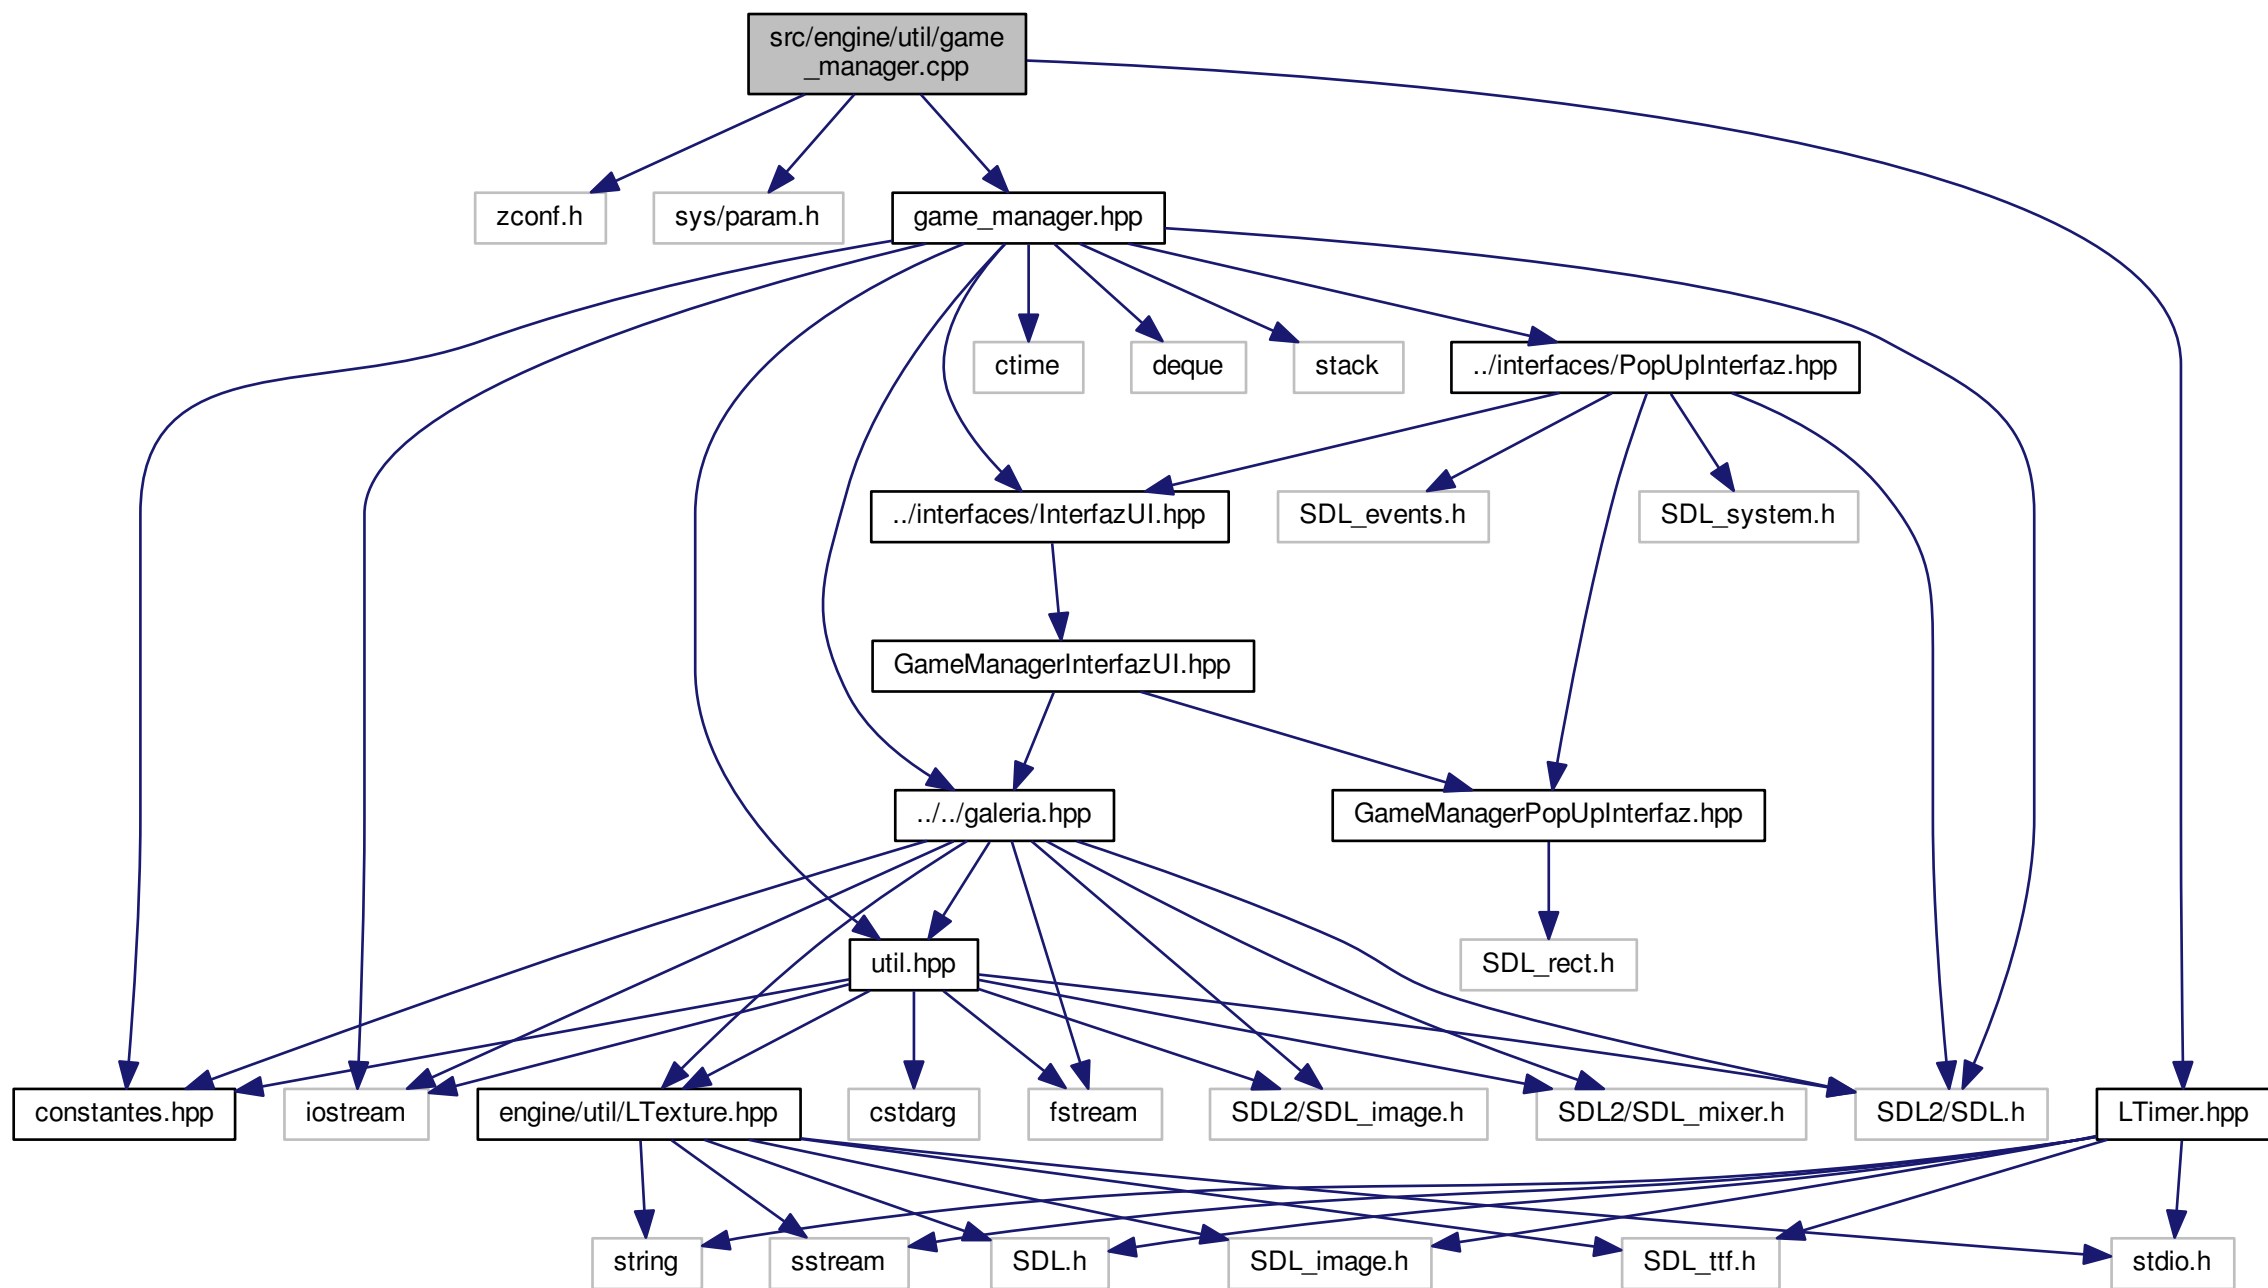 src/engine/util/game
_manager.cpp
zconf.h
sys/param.h
game_manager.hpp
ctime
deque
stack
../interfaces/PopUpInterfaz.hpp
../interfaces/InterfazUI.hpp
SDL_events.h
SDL_system.h
GameManagerInterfazUI.hpp
../../galeria.hpp
GameManagerPopUpInterfaz.hpp
util.hpp
SDL_rect.h
constantes.hpp
iostream
engine/util/LTexture.hpp
cstdarg
fstream
SDL2/SDL_image.h
SDL2/SDL_mixer.h
SDL2/SDL.h
LTimer.hpp
string
sstream
SDL.h
SDL_image.h
SDL_ttf.h
stdio.h